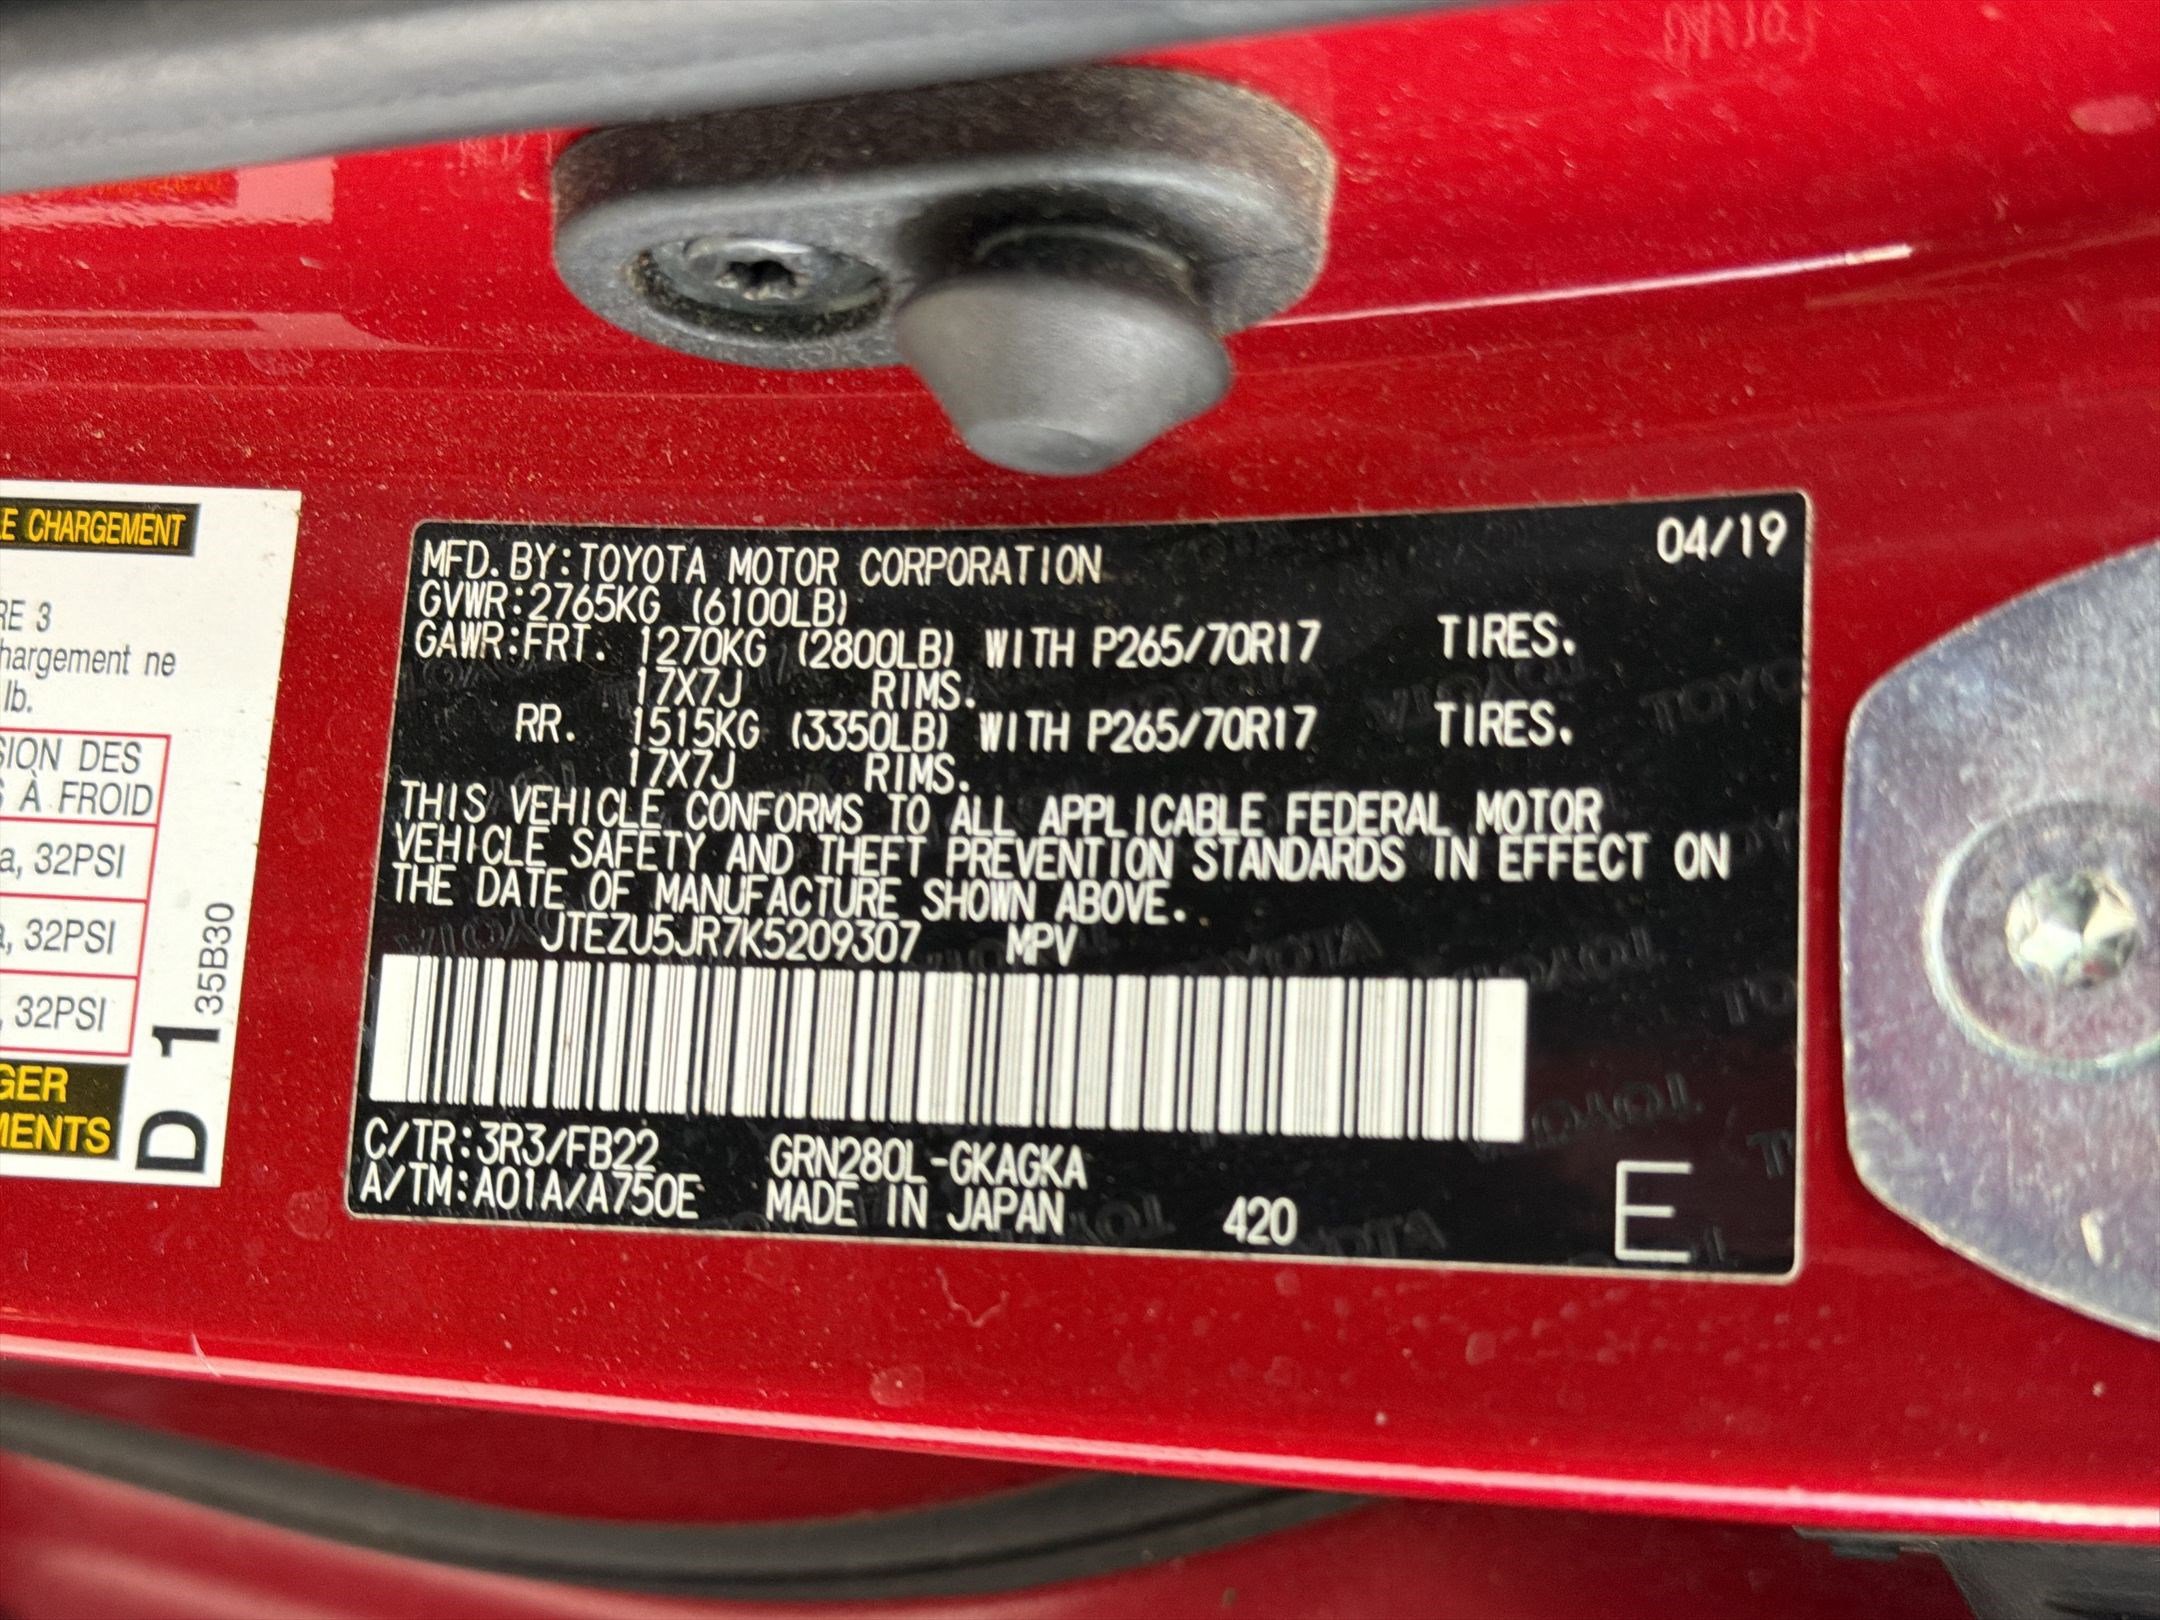 E CHARGEMENT
RE 3
hargement ne
lb.
SION DES
À FROID
a, 32PSI
a, 32PSI
, 32PSI
GER
MENTS
D 1
35B30
04/19
MFD. BY:TOYOTA MOTOR CORPORATION
GVWR:2765KG (6100LB)
GAWR:FRT. 1270KG (2800LB) WITH P265/70R17 TIRES.
17X7J RIMS.
RR. 1515KG (3350LB) WITH P265/70R17 TIRES.
17X7J RIMS.
THIS VEHICLE CONFORMS TO ALL APPLICABLE FEDERAL MOTOR
VEHICLE SAFETY AND THEFT PREVENTION STANDARDS IN EFFECT ON
THE DATE OF MANUFACTURE SHOWN ABOVE.
JTEZU5JR7K5209307 MPV
C/TR:3R3/FB22 GRN280L-GKAGKA
A/TM:A01A/A750E MADE IN JAPAN 420
E